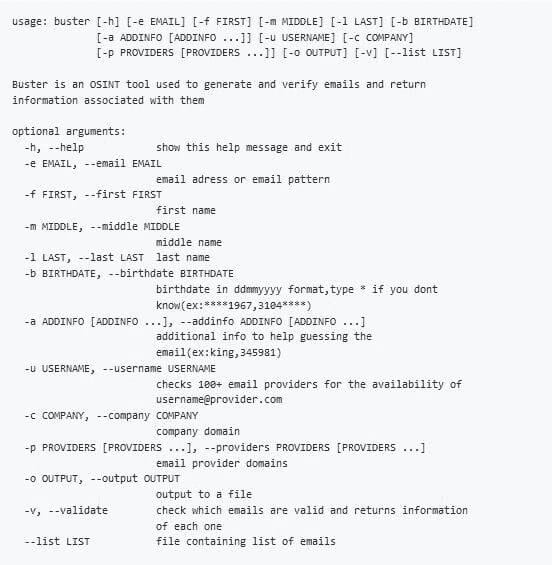 usage: buster [-h] [-e EMAIL] [-f FIRST] [-m MIDDLE] [-l LAST] [-b BIRTHDATE]
[-a ADDINFO [ADDINFO ...]] [-u USERNAME] [-c COMPANY]
[-p PROVIDERS [PROVIDERS ...]] [-o OUTPUT] [-v] [--list LIST]
Buster is an OSINT tool used to generate and verify emails and return
information associated with them
optional arguments:
-h, --help show this help message and exit
-e EMAIL, --email EMAIL
email adress or email pattern
-f FIRST, --first FIRST
first name
-m MIDDLE, --middle MIDDLE
middle name
-l LAST, --last LAST last name
-b BIRTHDATE, --birthdate BIRTHDATE
birthdate in ddmmyyyy format,type * if you dont
know(ex:****1967,3104****)
-a ADDINFO [ADDINFO ...], --addinfo ADDINFO [ADDINFO ...]
additional info to help guessing the
email(ex:king,345981)
-u USERNAME, --username USERNAME
checks 100+ email providers for the availability of
username@provider.com
-c COMPANY, --company COMPANY
company domain
-p PROVIDERS [PROVIDERS ...], --providers PROVIDERS [PROVIDERS ...]
email provider domains
-o OUTPUT, --output OUTPUT
output to a file
-v, --validate check which emails are valid and returns information
of each one
--list LIST file containing list of emails